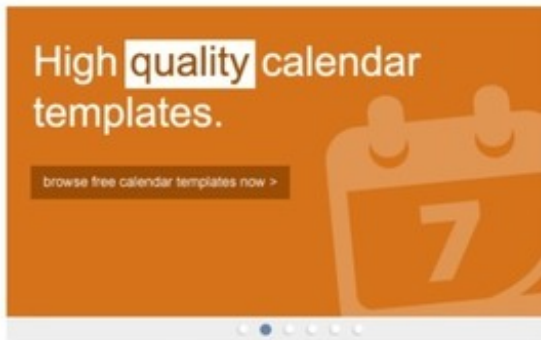 High quality calendar
templates.
browse free calendar templates now >
7